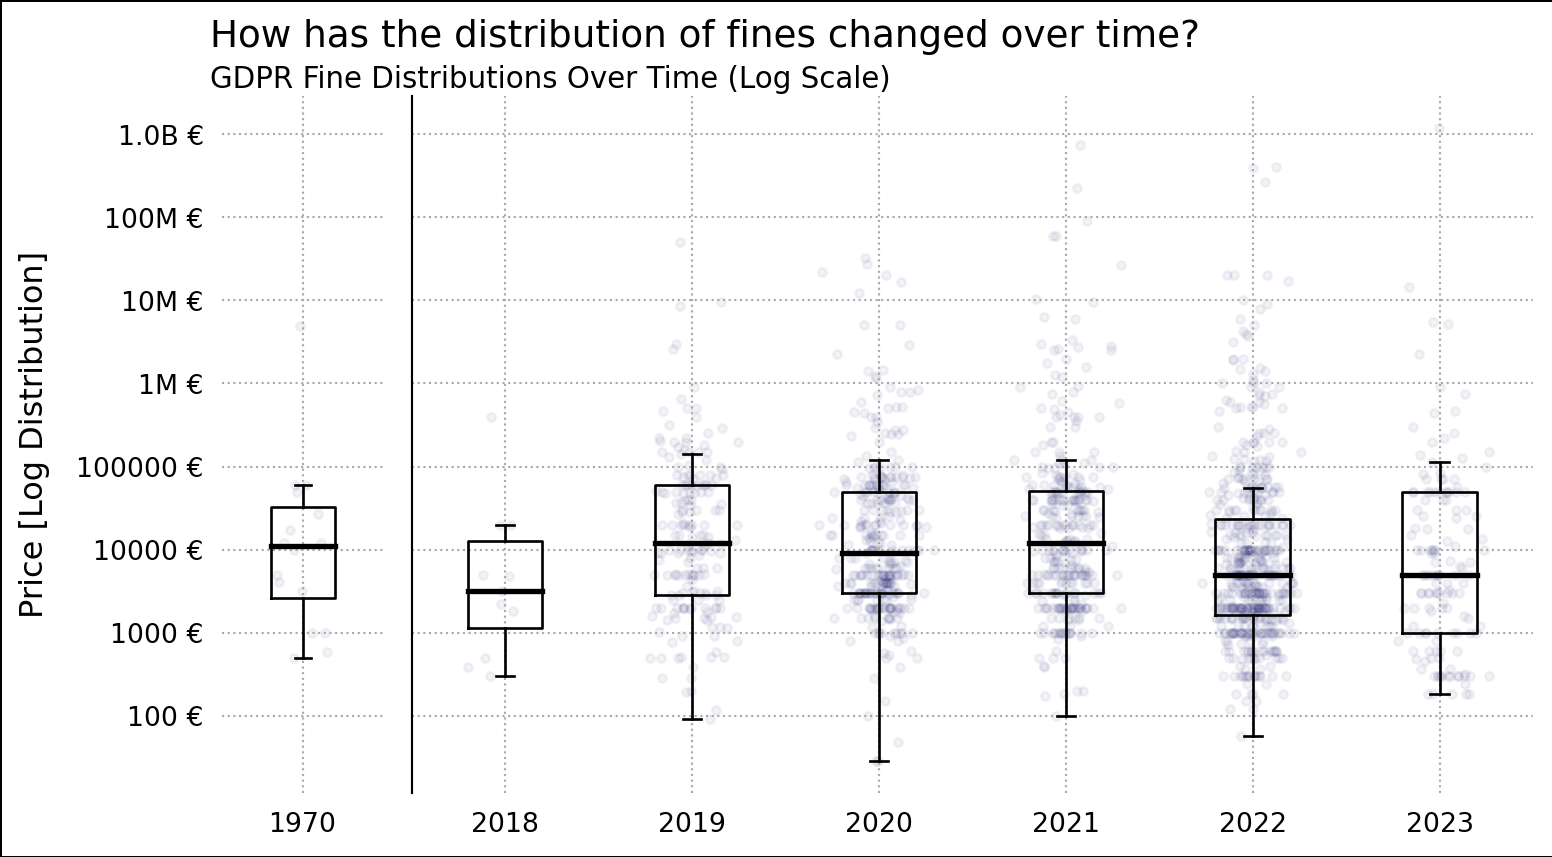 How has the distribution of fines changed over time?
GDPR Fine Distributions Over Time (Log Scale)
Price [Log Distribution]
1.0B €
100M €
10M €
1M €
100000 €
10000 €
1000 €
100 €
1970 2018 2019 2020 2021 2022 2023